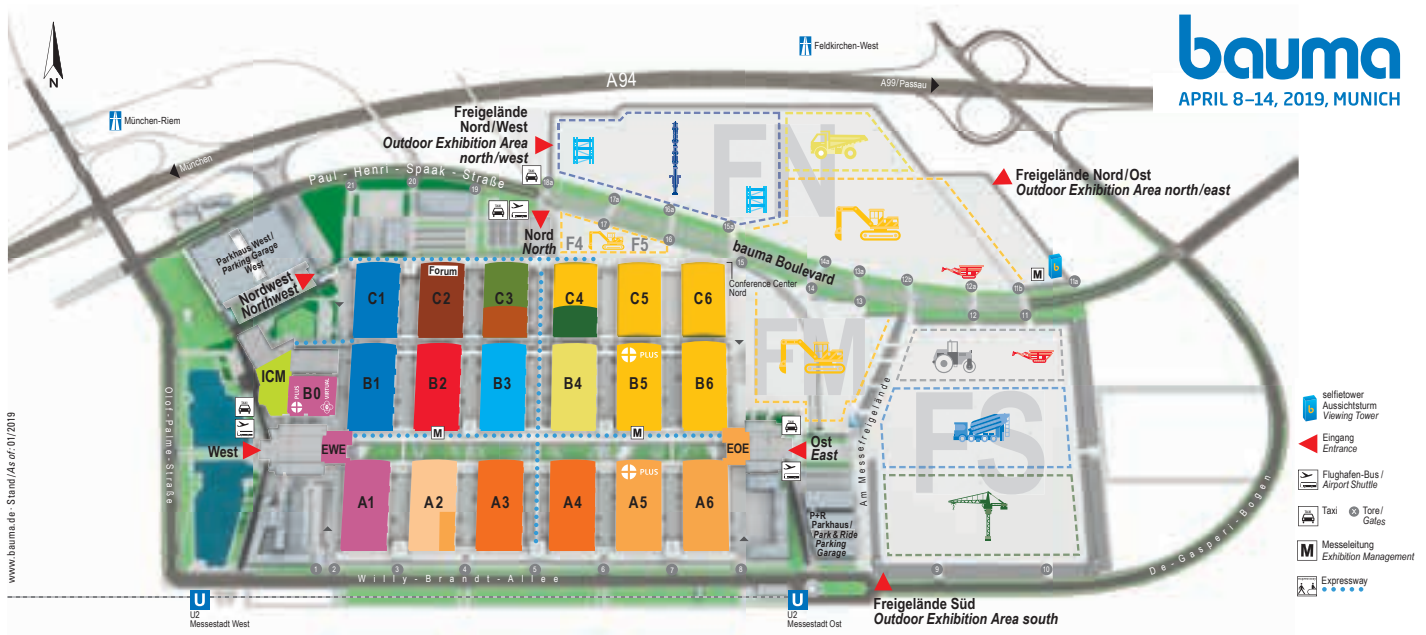 bauma
APRIL 8–14, 2019, MUNICH
N
Feldkirchen-West
A94
A99/Passau
München-Riem
München
Freigelände
Nord/West
Outdoor Exhibition Area
north/west
Paul-Henri-Spaak-Straße
21
20
19
TAXI
18a
FN
Freigelände Nord/Ost
Outdoor Exhibition Area north/east
TAXI
17a
16a
15a
17
16
Nord
North
F4
F5
bauma Boulevard
Parkhaus West /
Parking Garage
West
Nordwest
Northwest
15
14a
13a
12b
12a
11b
11a
M
b
14
13
12
11
Conference Center
Nord
C1
Forum
C2
C3
C4
C5
C6
FM
ICM
B0
PLUS
VIRTUAL
B1
B2
B3
B4
PLUS
B5
B6
Am Messefreigelände
FS
Olof-Palme-Straße
TAXI
West
EWE
M
M
EOE
TAXI
Ost
East
A1
A2
A3
A4
PLUS
A5
A6
P+R
Parkhaus /
Park & Ride
Parking
Garage
1
2
3
4
5
6
7
8
9
10
Willy-Brandt-Allee
De-Gasperi-Bogen
U
U2
Messestadt West
U
U2
Messestadt Ost
Freigelände Süd
Outdoor Exhibition Area south
b
selfietower
Aussichtsturm
Viewing Tower
Eingang
Entrance
Flughafen-Bus /
Airport Shuttle
TAXI
Taxi
X
Tore/
Gates
M
Messeleitung
Exhibition Management
Expressway
www.bauma.de · Stand/As of: 01/2019